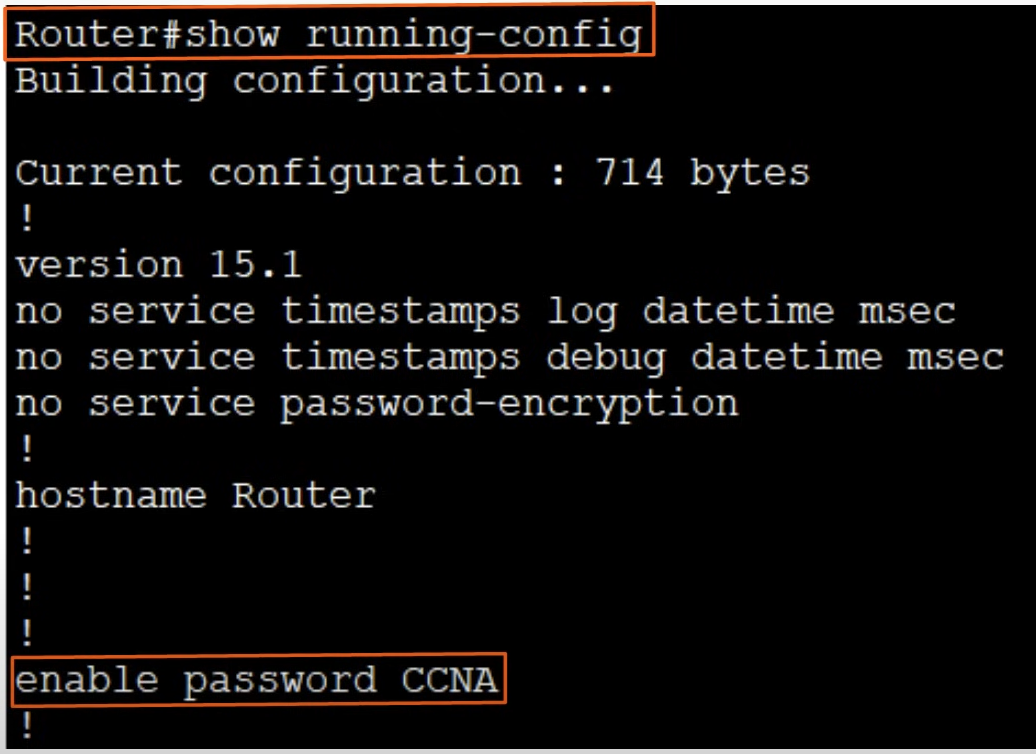 Router#show running-config
Building configuration...
Current configuration : 714 bytes
!
version 15.1
no service timestamps log datetime msec
no service timestamps debug datetime msec
no service password-encryption
!
hostname Router
!
!
!
enable password CCNA
!